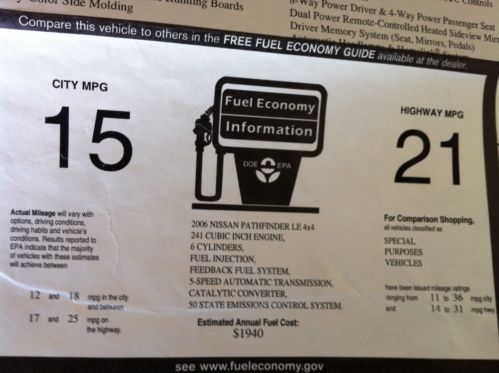 Side Molding
Running Boards
8-Way Power Driver & 4-Way Power Passenger Seat
Dual Power Remote-Controlled Heated Sideview
Driver Memory System (Seat, Mirrors, Pedals)
Controls
Compare this vehicle to others in the FREE FUEL ECONOMY GUIDE available at the dealer.
CITY MPG
15
Fuel Economy
Information
DOE EPA
HIGHWAY MPG
21
Actual Mileage will vary with
options, driving conditions,
driving habits and vehicle's
conditions. Results reported to
EPA indicate that the majority
of vehicles with these estimates
will achieve between
12 and 18 mpg in the city
and between
17 and 25 mpg on
the highway.
2006 NISSAN PATHFINDER LE 4x4
241 CUBIC INCH ENGINE,
6 CYLINDERS,
FUEL INJECTION,
FEEDBACK FUEL SYSTEM,
5-SPEED AUTOMATIC TRANSMISSION,
CATALYTIC CONVERTER,
50 STATE EMISSIONS CONTROL SYSTEM.
Estimated Annual Fuel Cost:
$1940
For Comparison Shopping,
all vehicles classified as
SPECIAL
PURPOSES
VEHICLES
have been issued mileage ratings
ranging from 11 to 36 mpg city
and 14 to 31 mpg hwy.
see www.fueleconomy.gov